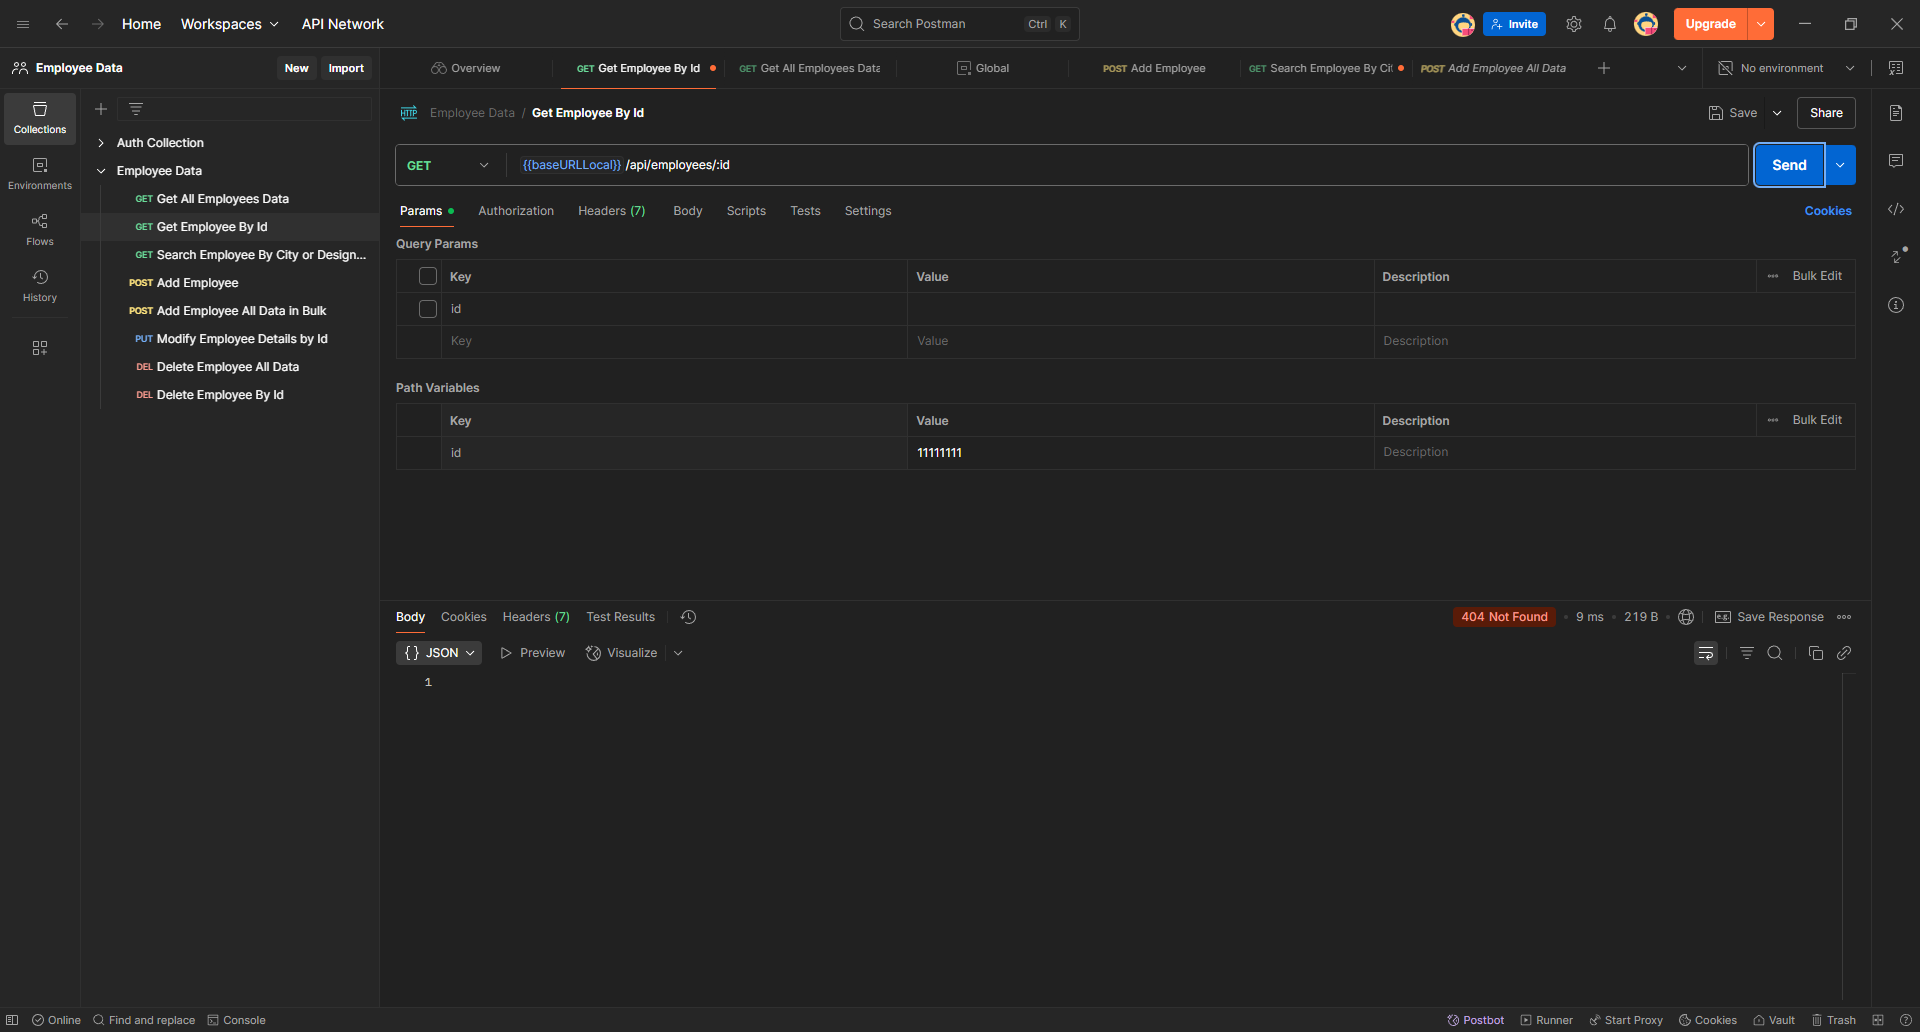 Home
Workspaces
API Network
Search Postman
Ctrl
K
Invite
Upgrade
Employee Data
New
Import
Overview
GET Get Employee By Id
GET Get All Employees Data
Global
POST Add Employee
GET Search Employee By Ci
POST Add Employee All Data
No environment
Collections
Environments
Flows
History
Auth Collection
Employee Data
GET Get All Employees Data
GET Get Employee By Id
GET Search Employee By City or Design...
POST Add Employee
POST Add Employee All Data in Bulk
PUT Modify Employee Details by Id
DEL Delete Employee All Data
DEL Delete Employee By Id
HTTP
Employee Data / Get Employee By Id
Save
Share
GET
{{baseURLLocal}} /api/employees/:id
Send
Params
Authorization
Headers (7)
Body
Scripts
Tests
Settings
Cookies
Query Params
Key
Value
Description
Bulk Edit
id
Key
Value
Description
Path Variables
Key
Value
Description
Bulk Edit
id
11111111
Description
Body
Cookies
Headers (7)
Test Results
404 Not Found
9 ms
219 B
e.g.
Save Response
{} JSON
Preview
Visualize
1
Online
Find and replace
Console
Postbot
Runner
Start Proxy
Cookies
Vault
Trash